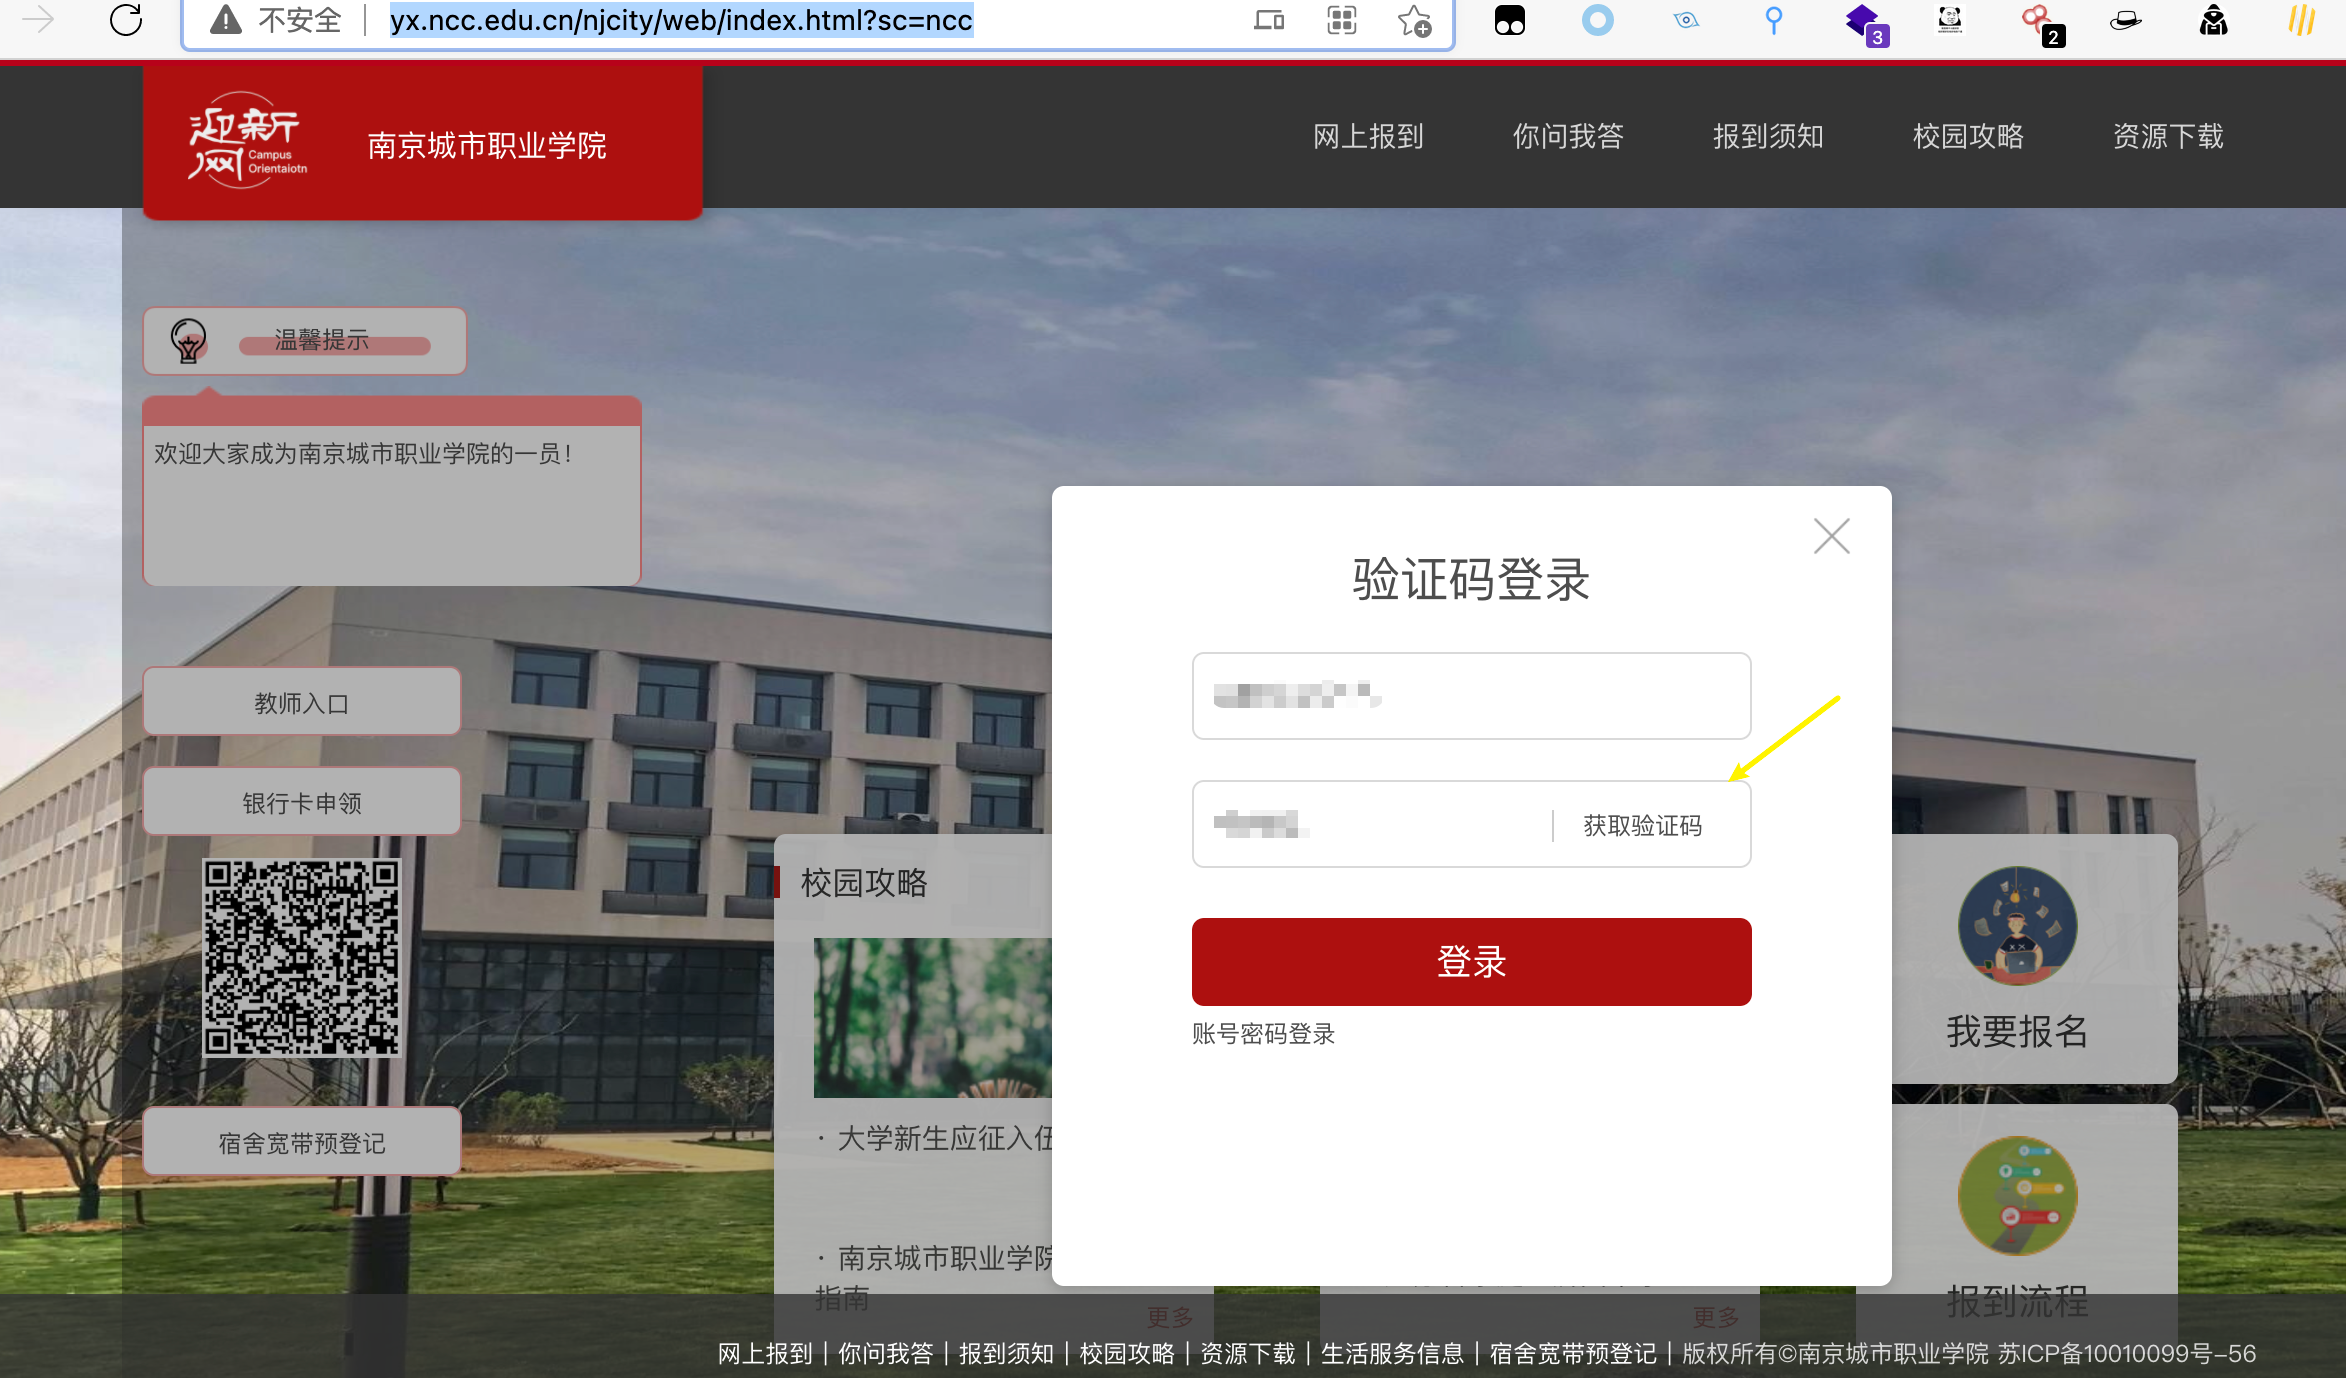 不安全 | yx.ncc.edu.cn/njcity/web/index.html?sc=ncc
3
2
迎新网
Campus
Orientaiotn
南京城市职业学院
网上报到 你问我答 报到须知 校园攻略 资源下载
温馨提示
欢迎大家成为南京城市职业学院的一员！
教师入口
银行卡申领
宿舍宽带预登记
校园攻略
· 大学新生应征入伍
· 南京城市职业学院
指南
更多
验证码登录
获取验证码
登录
账号密码登录
更多
我要报名
报到流程
网上报到 | 你问我答 | 报到须知 | 校园攻略 | 资源下载 | 生活服务信息 | 宿舍宽带预登记 | 版权所有©南京城市职业学院 苏ICP备10010099号-56